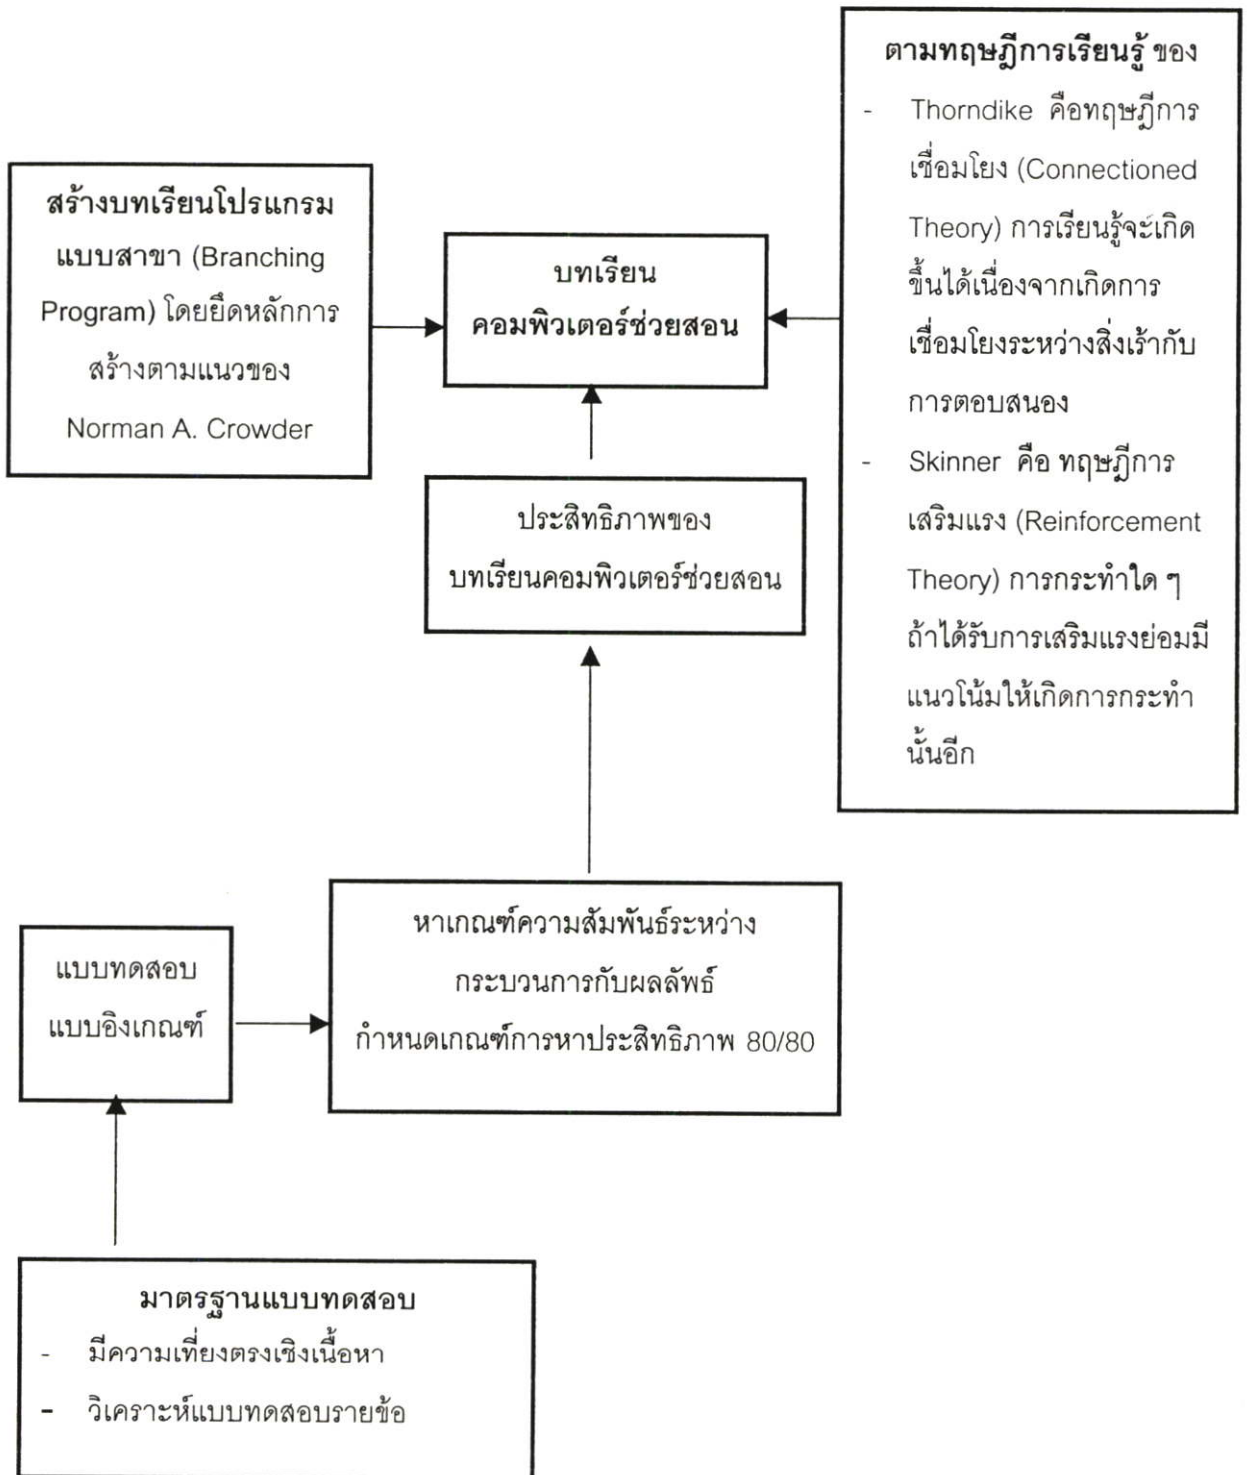 ตามทฤษฎีการเรียนรู้ ของ
- Thorndike คือทฤษฎีการ
เชื่อมโยง (Connectioned
Theory) การเรียนรู้จะเกิด
ขึ้นได้เนื่องจากเกิดการ
เชื่อมโยงระหว่างสิ่งเร้ากับ
การตอบสนอง
- Skinner คือ ทฤษฎีการ
เสริมแรง (Reinforcement
Theory) การกระทำใด ๆ
ถ้าได้รับการเสริมแรงย่อมมี
แนวโน้มให้เกิดการกระทำ
นั้นอีก
สร้างบทเรียนโปรแกรม
แบบสาขา (Branching
Program) โดยยึดหลักการ
สร้างตามแนวของ
Norman A. Crowder
บทเรียน
คอมพิวเตอร์ช่วยสอน
ประสิทธิภาพของ
บทเรียนคอมพิวเตอร์ช่วยสอน
หาเกณฑ์ความสัมพันธ์ระหว่าง
กระบวนการกับผลลัพธ์
กำหนดเกณฑ์การหาประสิทธิภาพ 80/80
แบบทดสอบ
แบบอิงเกณฑ์
มาตรฐานแบบทดสอบ
- มีความเที่ยงตรงเชิงเนื้อหา
- วิเคราะห์แบบทดสอบรายข้อ